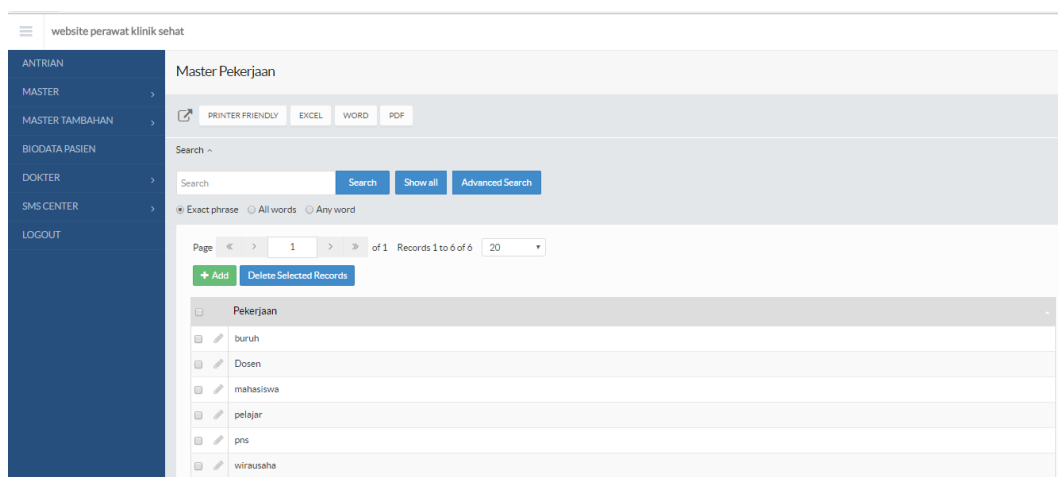 website perawat klinik sehat
ANTRIAN
MASTER
MASTER TAMBAHAN
BIODATA PASIEN
DOKTER
SMS CENTER
LOGOUT
Master Pekerjaan
PRINTER FRIENDLY EXCEL WORD PDF
Search
Search Search Show all Advanced Search
Exact phrase All words Any word
Page 1 of 1 Records 1 to 6 of 6 20
+ Add Delete Selected Records
Pekerjaan
buruh
Dosen
mahasiswa
pelajar
pns
wirausaha